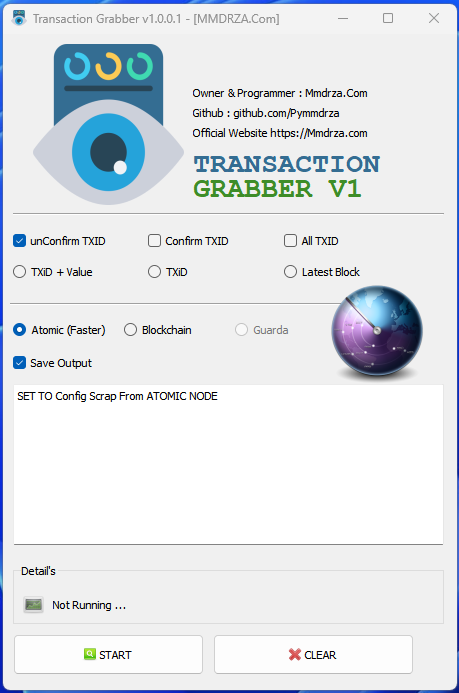 Transaction Grabber v1.0.0.1 - [MMDRZA.Com]
Owner & Programmer : Mmdrza.Com
Github : github.com/Pymmdrza
Official Website https://Mmdrza.com
TRANSACTION
GRABBER V1
unConfirm TXID Confirm TXID All TXID
TXiD + Value TXiD Latest Block
Atomic (Faster) Blockchain Guarda
Save Output
SET TO Config Scrap From ATOMIC NODE
Detail's
Not Running ...
START CLEAR